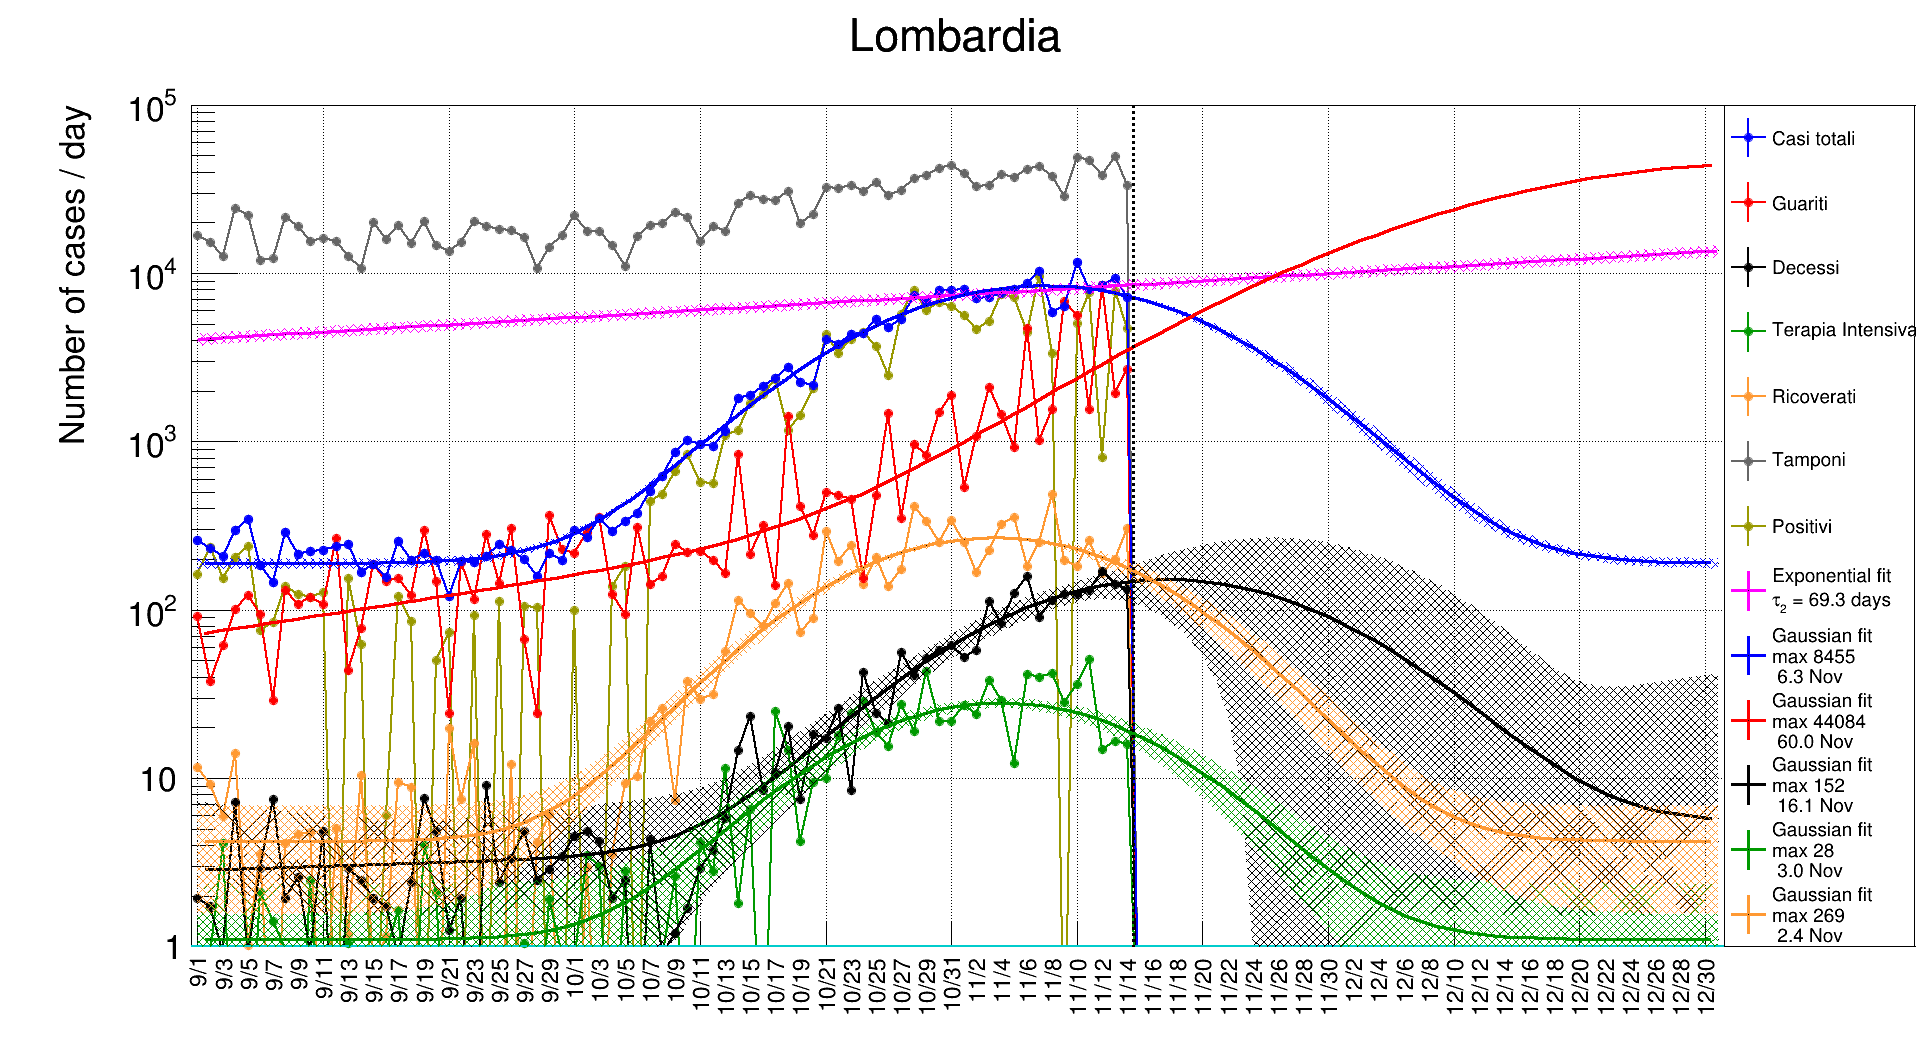 Lombardia
Number of cases / day
10^5
10^4
10^3
10^2
10
1
9/1
9/3
9/5
9/7
9/9
9/11
9/13
9/15
9/17
9/19
9/21
9/23
9/25
9/27
9/29
10/1
10/3
10/5
10/7
10/9
10/11
10/13
10/15
10/17
10/19
10/21
10/23
10/25
10/27
10/29
10/31
11/2
11/4
11/6
11/8
11/10
11/12
11/14
11/16
11/18
11/20
11/22
11/24
11/26
11/28
11/30
12/2
12/4
12/6
12/8
12/10
12/12
12/14
12/16
12/18
12/20
12/22
12/24
12/26
12/28
12/30
Casi totali
Guariti
Decessi
Terapia Intensiva
Ricoverati
Tamponi
Positivi
Exponential fit
τ₂ = 69.3 days
Gaussian fit
max 8455
6.3 Nov
Gaussian fit
max 44084
60.0 Nov
Gaussian fit
max 152
16.1 Nov
Gaussian fit
max 28
3.0 Nov
Gaussian fit
max 269
2.4 Nov